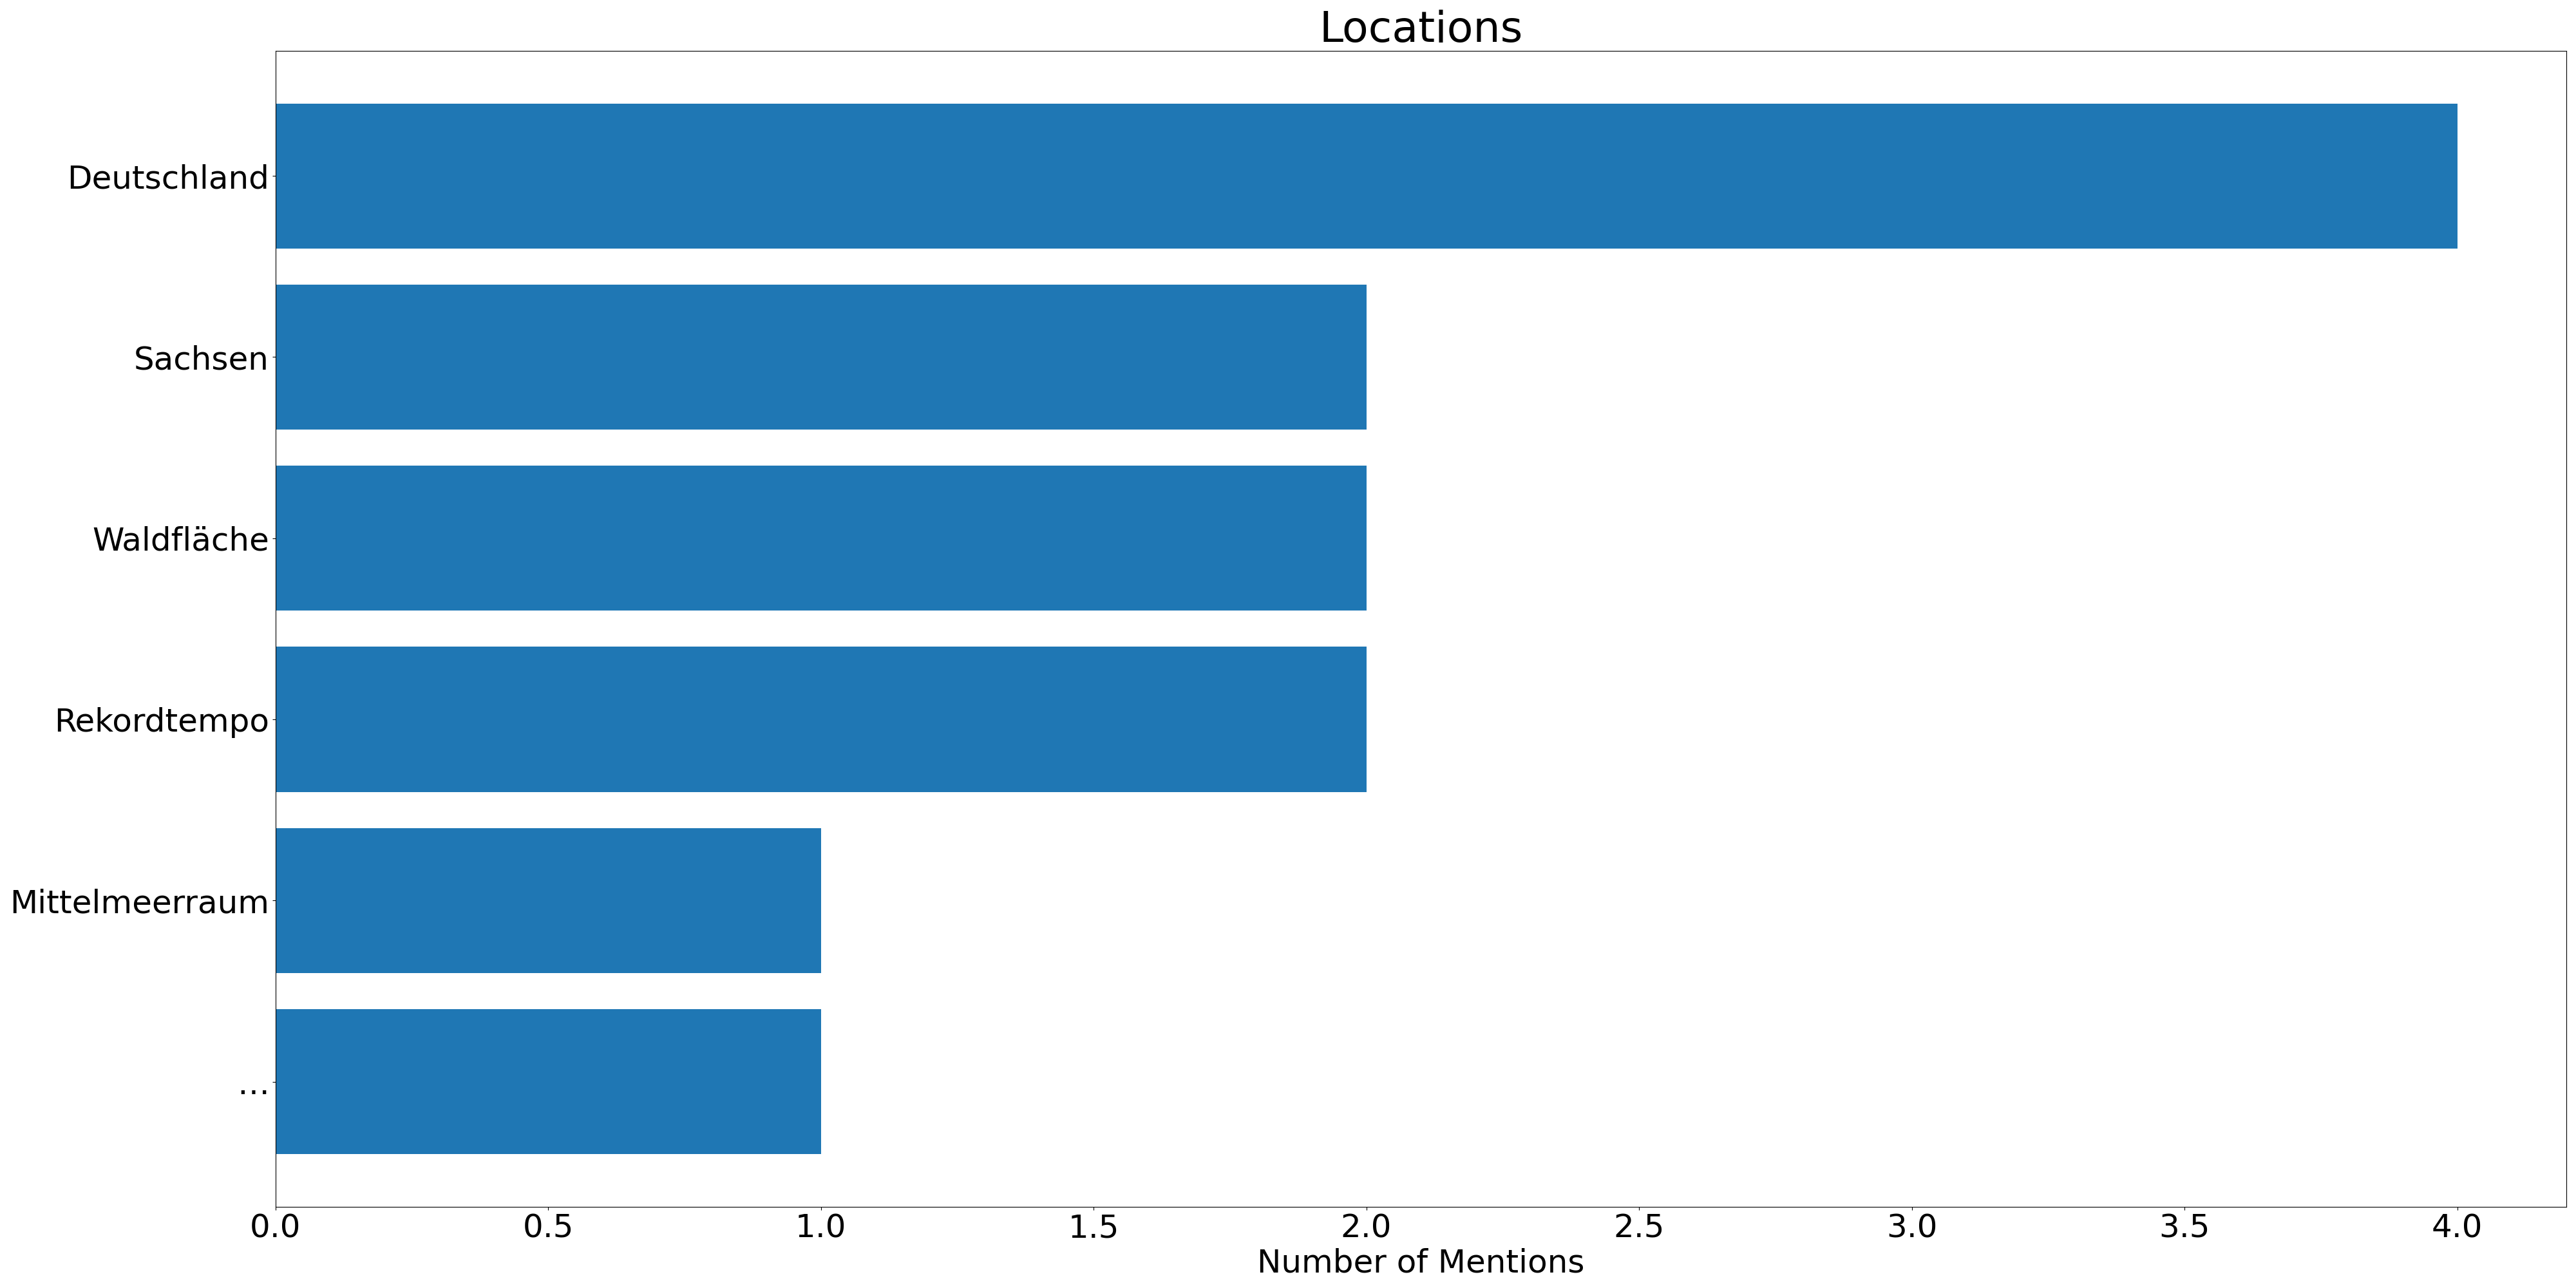 Locations
Deutschland
Sachsen
Waldfläche
Rekordtempo
Mittelmeerraum
...
0.0 0.5 1.0 1.5 2.0 2.5 3.0 3.5 4.0
Number of Mentions